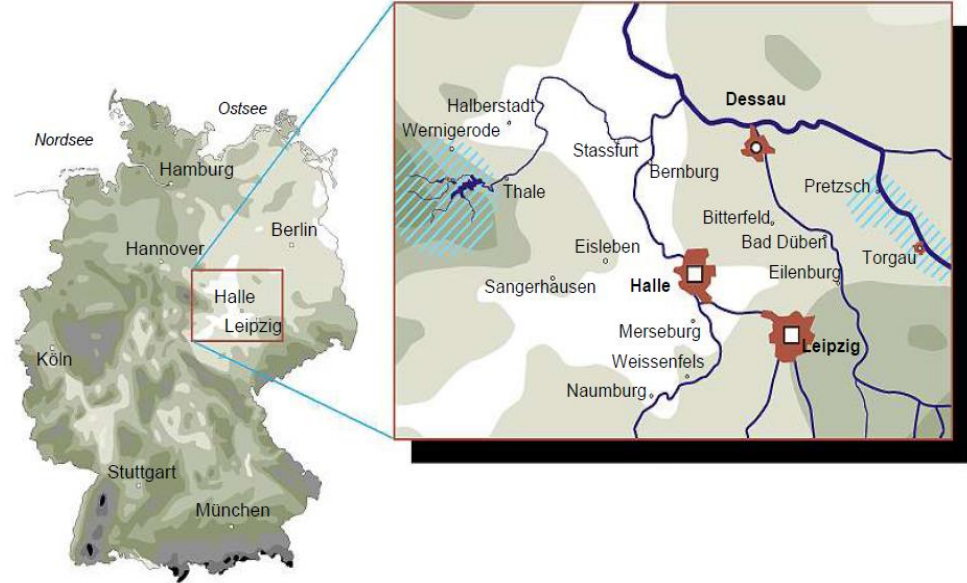 Nordsee
Ostsee
Hamburg
Berlin
Hannover
Halle
Leipzig
Köln
Stuttgart
München
Dessau
Halberstadt
Wernigerode
Stassfurt
Bernburg
Thale
Pretzsch
Bitterfeld
Bad Düben
Torgau
Eisleben
Eilenburg
Sangerhausen
Halle
Merseburg
Leipzig
Weissenfels
Naumburg